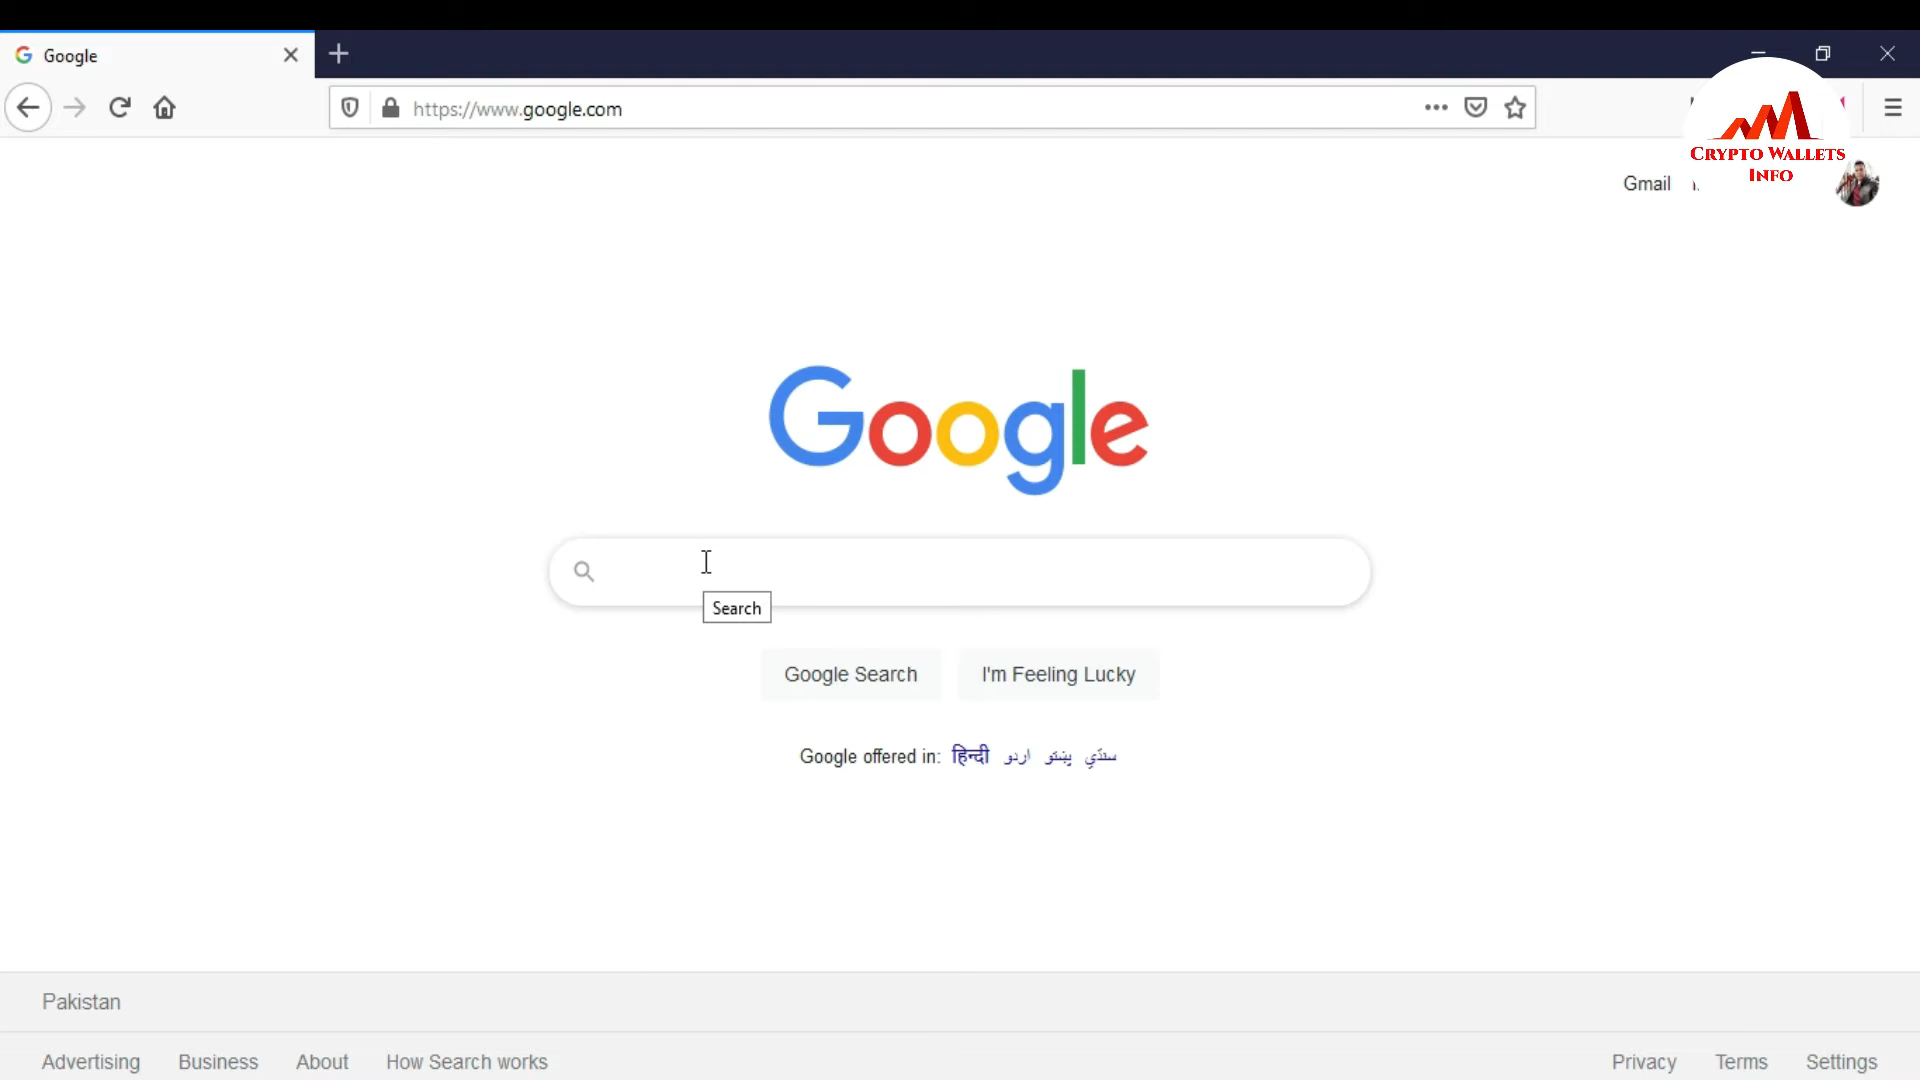 Google
https://www.google.com
CRYPTO WALLETS
INFO
Gmail
Google
Search
Google Search
I'm Feeling Lucky
Google offered in: हिन्दी اردو پښتو سنڌي
Pakistan
Advertising Business About How Search works Privacy Terms Settings